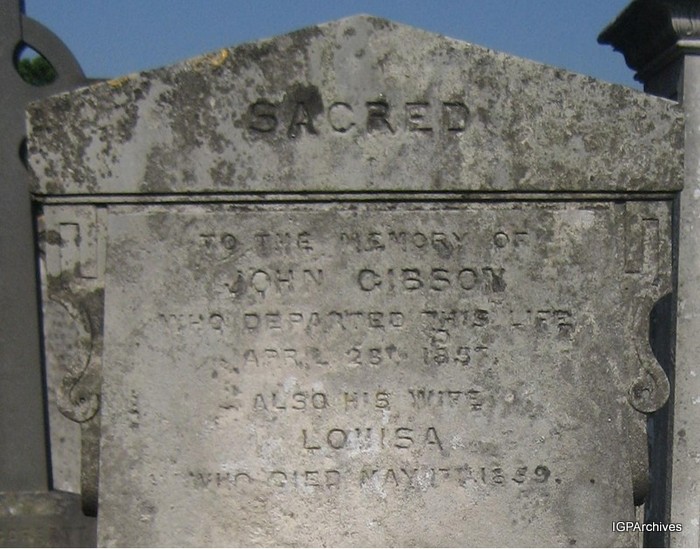 SACRED
TO THE MEMORY OF
JOHN GIBSON
WHO DEPARTED THIS LIFE
APRIL
ALSO HIS WIFE
LOUISA
WHO DIED MAY 17TH 1859.
IGPArchives